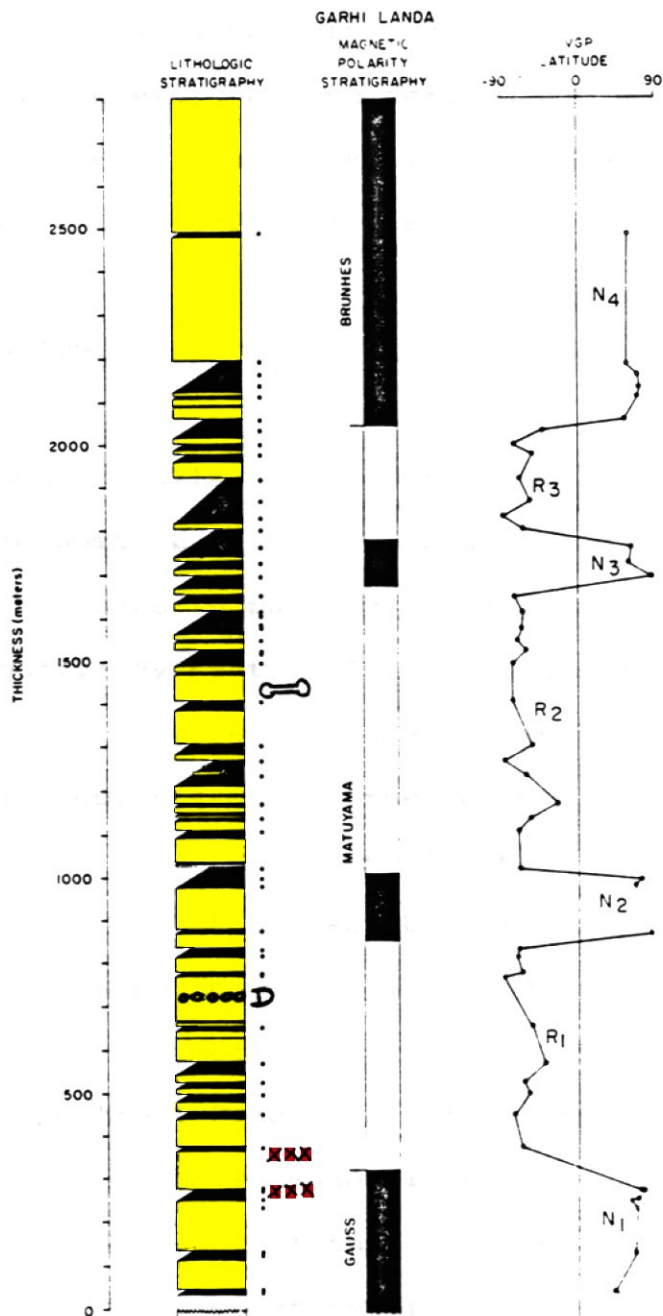 GARHI LANDA
LITHOLOGIC
STRATIGRAPHY
MAGNETIC
POLARITY
STRATIGRAPHY
VGP
LATITUDE
-90 0 90
THICKNESS (meters)
2500
2000
1500
1000
500
0
BRUNHES
MATUYAMA
GAUSS
N4
R3
N3
R2
N2
R1
N1
A